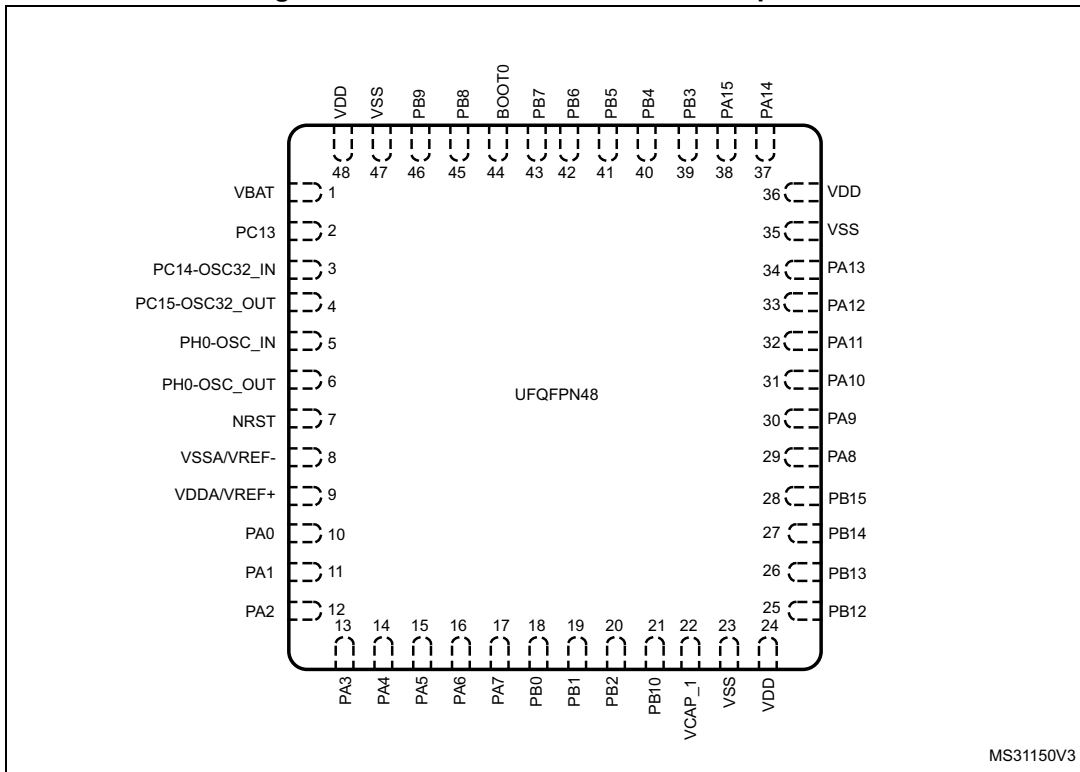 VDD
VSS
PB9
PB8
BOOT0
PB7
PB6
PB5
PB4
PB3
PA15
PA14
48
47
46
45
44
43
42
41
40
39
38
37
VBAT 1
PC13 2
PC14-OSC32_IN 3
PC15-OSC32_OUT 4
PH0-OSC_IN 5
PH0-OSC_OUT 6
NRST 7
VSSA/VREF- 8
VDDA/VREF+ 9
PA0 10
PA1 11
PA2 12
UFQFPN48
36 VDD
35 VSS
34 PA13
33 PA12
32 PA11
31 PA10
30 PA9
29 PA8
28 PB15
27 PB14
26 PB13
25 PB12
13
14
15
16
17
18
19
20
21
22
23
24
PA3
PA4
PA5
PA6
PA7
PB0
PB1
PB2
PB10
VCAP_1
VSS
VDD
MS31150V3